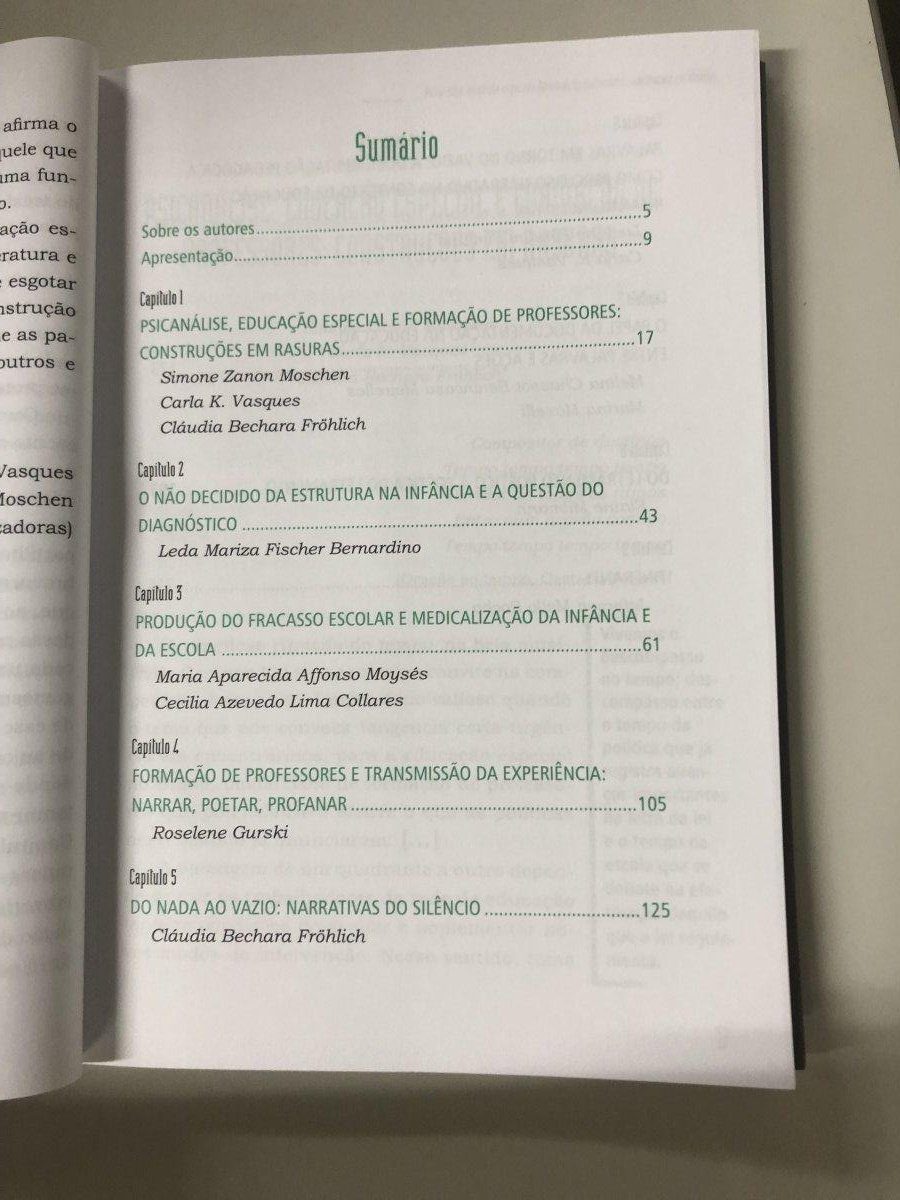 afirma o
quele que
uma fun-
o.
ação es-
eratura e
e esgotar
nstrução
e as pa-
outros e
Vasques
Moschen
zadoras)
Sumário
Sobre os autores..........5
Apresentação..........9
Capítulo 1
PSICANÁLISE, EDUCAÇÃO ESPECIAL E FORMAÇÃO DE PROFESSORES:
CONSTRUÇÕES EM RASURAS..........17
Simone Zanon Moschen
Carla K. Vasques
Cláudia Bechara Fröhlich
Capítulo 2
O NÃO DECIDIDO DA ESTRUTURA NA INFÂNCIA E A QUESTÃO DO
DIAGNÓSTICO..........43
Leda Mariza Fischer Bernardino
Capítulo 3
PRODUÇÃO DO FRACASSO ESCOLAR E MEDICALIZAÇÃO DA INFÂNCIA E
DA ESCOLA..........61
Maria Aparecida Affonso Moysés
Cecilia Azevedo Lima Collares
Capítulo 4
FORMAÇÃO DE PROFESSORES E TRANSMISSÃO DA EXPERIÊNCIA:
NARRAR, POETAR, PROFANAR..........105
Roselene Gurski
Capítulo 5
DO NADA AO VAZIO: NARRATIVAS DO SILÊNCIO..........125
Cláudia Bechara Fröhlich